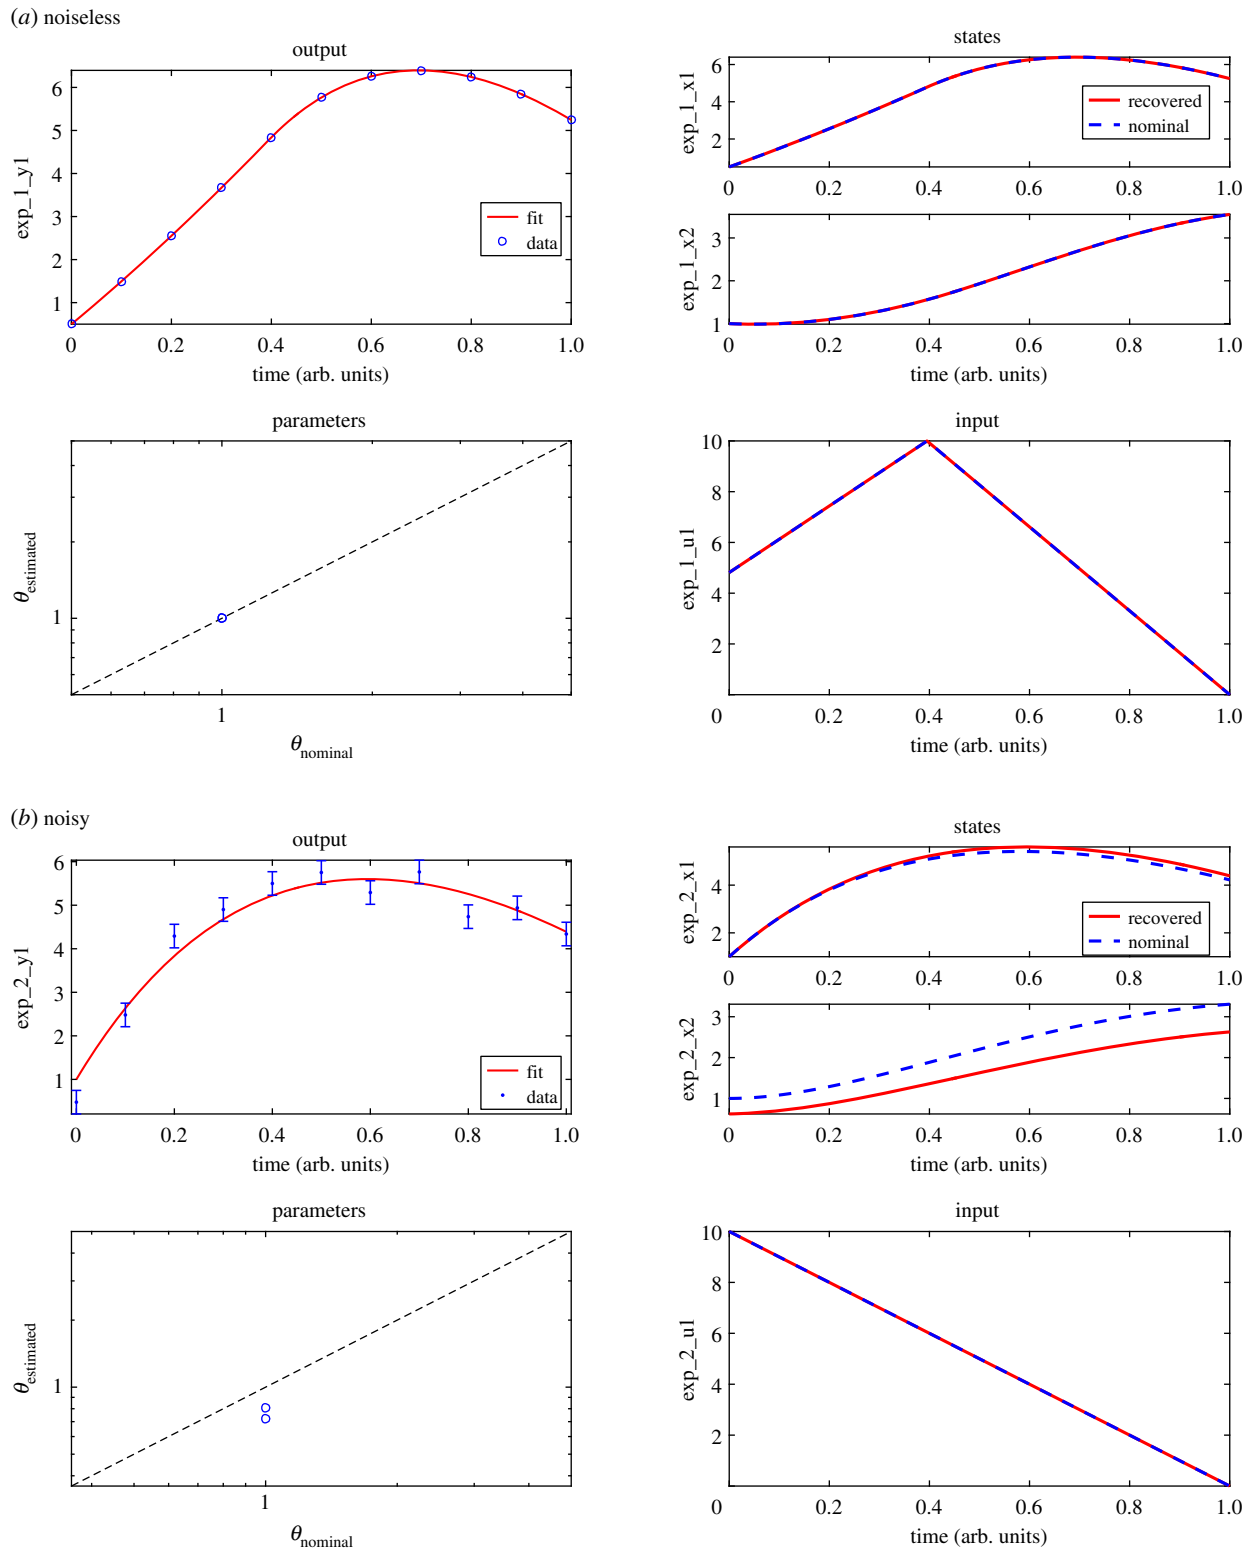 (a) noiseless
output
exp_1_y1
6
5
4
3
2
1
fit
data
0 0.2 0.4 0.6 0.8 1.0
time (arb. units)
states
exp_1_x1
6
4
2
recovered
nominal
0 0.2 0.4 0.6 0.8 1.0
exp_1_x2
3
2
1
0 0.2 0.4 0.6 0.8 1.0
time (arb. units)
parameters
θestimated
1
1
θnominal
input
exp_1_u1
10
8
6
4
2
0 0.2 0.4 0.6 0.8 1.0
time (arb. units)
(b) noisy
output
exp_2_y1
6
5
4
3
2
1
fit
data
0 0.2 0.4 0.6 0.8 1.0
time (arb. units)
states
exp_2_x1
4
2
recovered
nominal
0 0.2 0.4 0.6 0.8 1.0
exp_2_x2
3
2
1
0 0.2 0.4 0.6 0.8 1.0
time (arb. units)
parameters
θestimated
1
1
θnominal
input
exp_2_u1
10
8
6
4
2
0 0.2 0.4 0.6 0.8 1.0
time (arb. units)